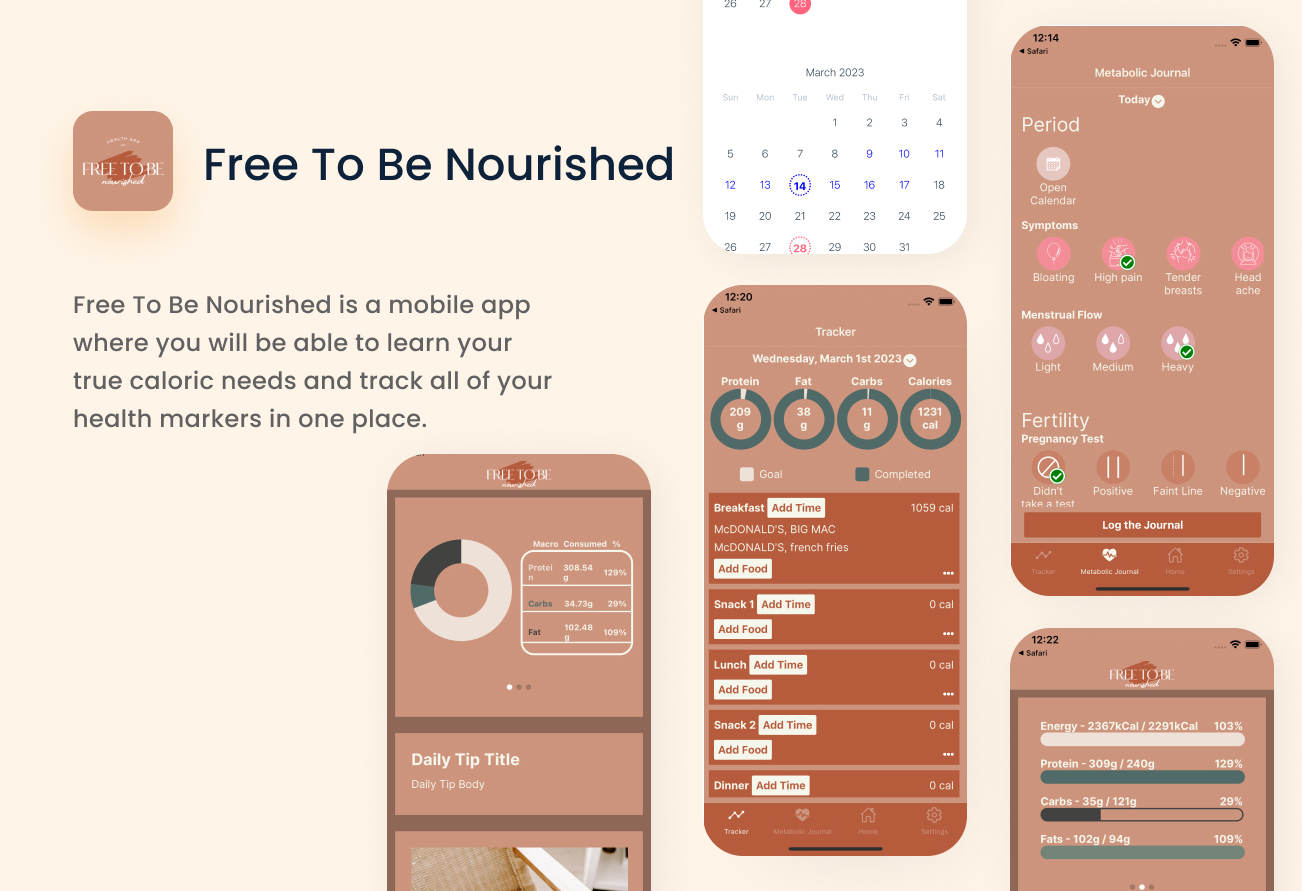 HEALTH SPA
FREE TO BE
nourished
Free To Be Nourished
Free To Be Nourished is a mobile app
where you will be able to learn your
true caloric needs and track all of your
health markers in one place.
FREE TO BE
nourished
Macro Consumed %
Protei
n
308.54
g
129%
Carbs 34.73g 29%
Fat
102.48
g
109%
Daily Tip Title
Daily Tip Body
26 27 28
March 2023
Sun Mon Tue Wed Thu Fri Sat
1 2 3 4
5 6 7 8 9 10 11
12 13 14 15 16 17 18
19 20 21 22 23 24 25
26 27 28 29 30 31
12:20
◀ Safari
Tracker
Wednesday, March 1st 2023
Protein Fat Carbs Calories
209
g
38
g
11
g
1231
cal
Goal Completed
Breakfast Add Time 1059 cal
McDONALD'S, BIG MAC
McDONALD'S, french fries
Add Food
Snack 1 Add Time 0 cal
Add Food
Lunch Add Time 0 cal
Add Food
Snack 2 Add Time 0 cal
Add Food
Dinner Add Time 0 cal
Tracker Metabolic Journal Home Settings
12:14
◀ Safari
Metabolic Journal
Today
Period
Open
Calendar
Symptoms
Bloating
High pain
Tender
breasts
Head
ache
Menstrual Flow
Light Medium Heavy
Fertility
Pregnancy Test
Didn't
take a test
Positive
Faint Line
Negative
Log the Journal
Tracker Metabolic Journal Home Settings
12:22
◀ Safari
FREE TO BE
nourished
Energy - 2367kCal / 2291kCal 103%
Protein - 309g / 240g 129%
Carbs - 35g / 121g 29%
Fats - 102g / 94g 109%